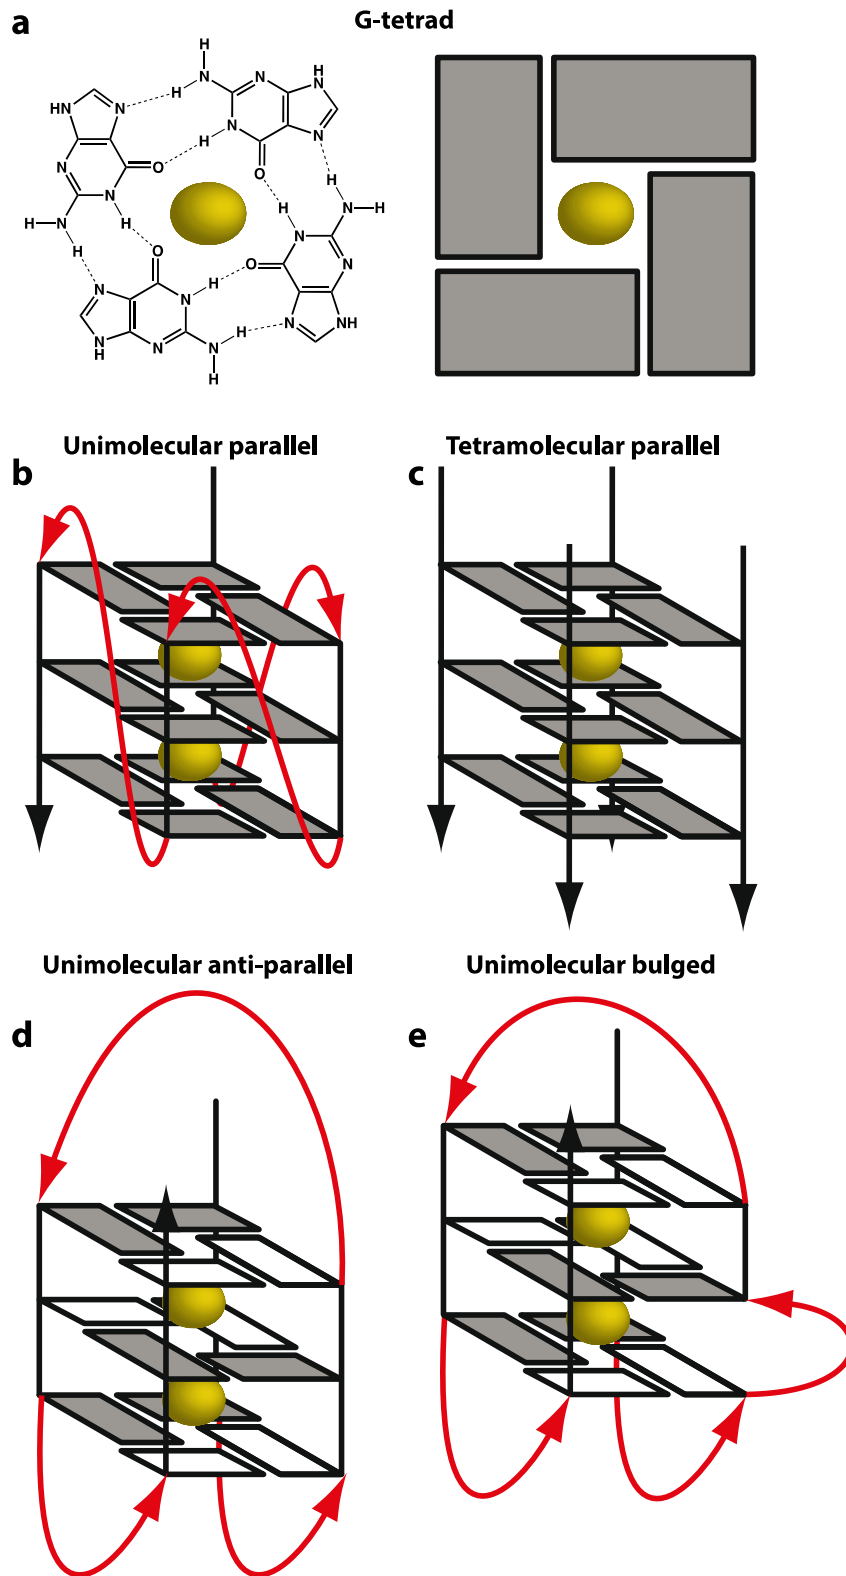 a
G-tetrad
H
H
N
N
N
H
N
H
HN
N
N
H
N
N
O
O
H
N
N
H
H
N
H
N
H
N
H
H
O
O
N
N
H
N
H
N
N
H
N
N
N
N
NH
H
H
Unimolecular parallel
Tetramolecular parallel
b
c
Unimolecular anti-parallel
Unimolecular bulged
d
e